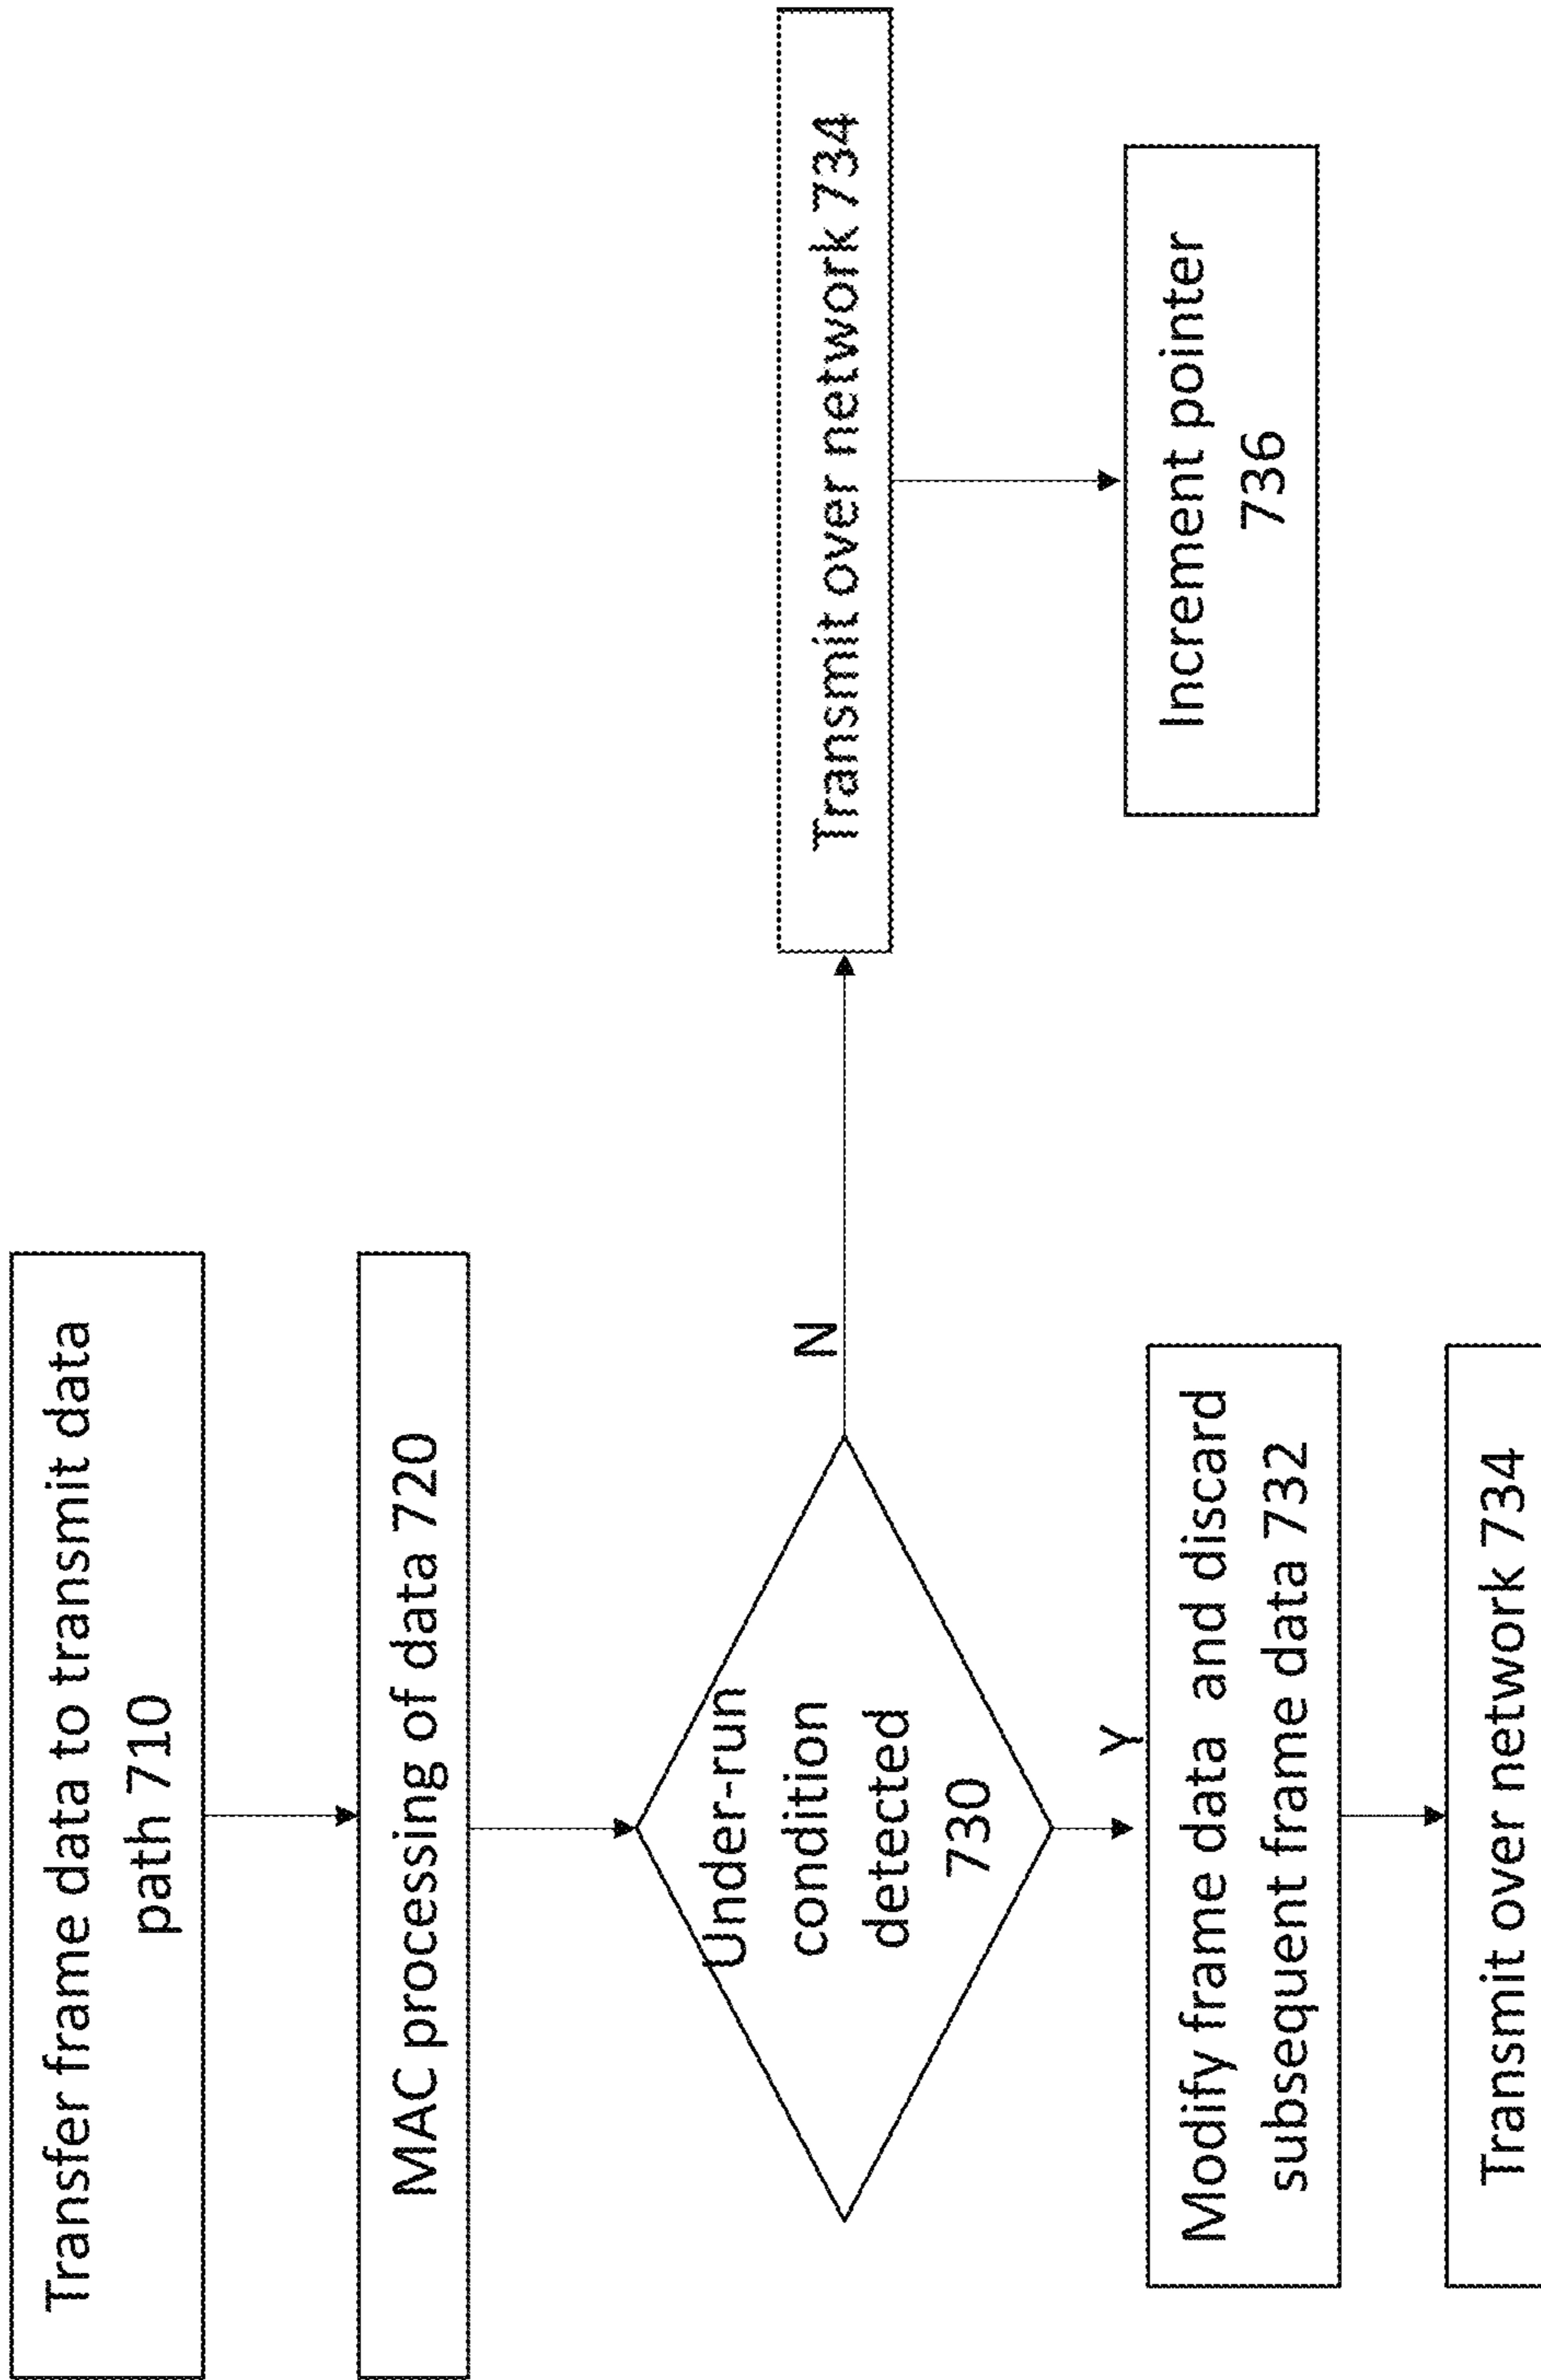 Transfer frame data to transmit data
path 710
MAC processing of data 720
Under-run
condition
detected
730
N
Transmit over network 734
Increment pointer
736
Y
Modify frame data and discard
subsequent frame data 732
Transmit over network 734